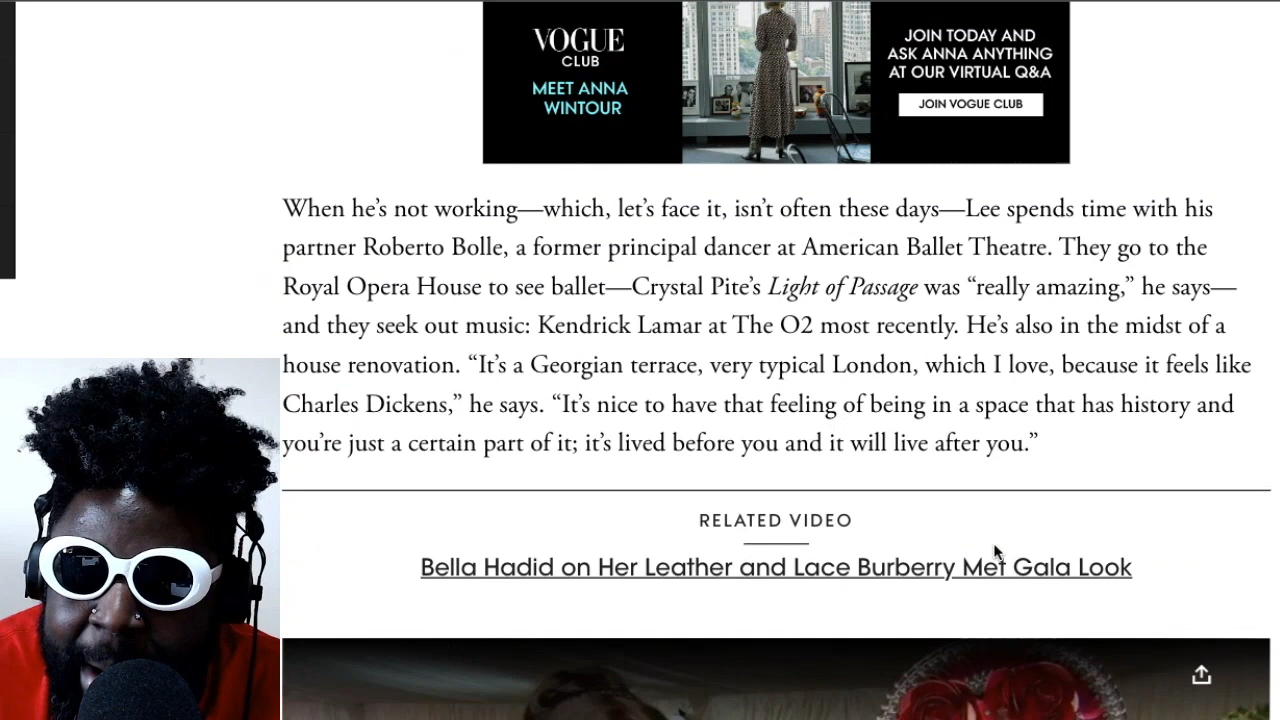 VOGUE
CLUB
MEET ANNA
WINTOUR
JOIN TODAY AND
ASK ANNA ANYTHING
AT OUR VIRTUAL Q&A
JOIN VOGUE CLUB
When he’s not working—which, let’s face it, isn’t often these days—Lee spends time with his
partner Roberto Bolle, a former principal dancer at American Ballet Theatre. They go to the
Royal Opera House to see ballet—Crystal Pite’s Light of Passage was “really amazing,” he says—
and they seek out music: Kendrick Lamar at The O2 most recently. He’s also in the midst of a
house renovation. “It’s a Georgian terrace, very typical London, which I love, because it feels like
Charles Dickens,” he says. “It’s nice to have that feeling of being in a space that has history and
you’re just a certain part of it; it’s lived before you and it will live after you.”
RELATED VIDEO
Bella Hadid on Her Leather and Lace Burberry Met Gala Look